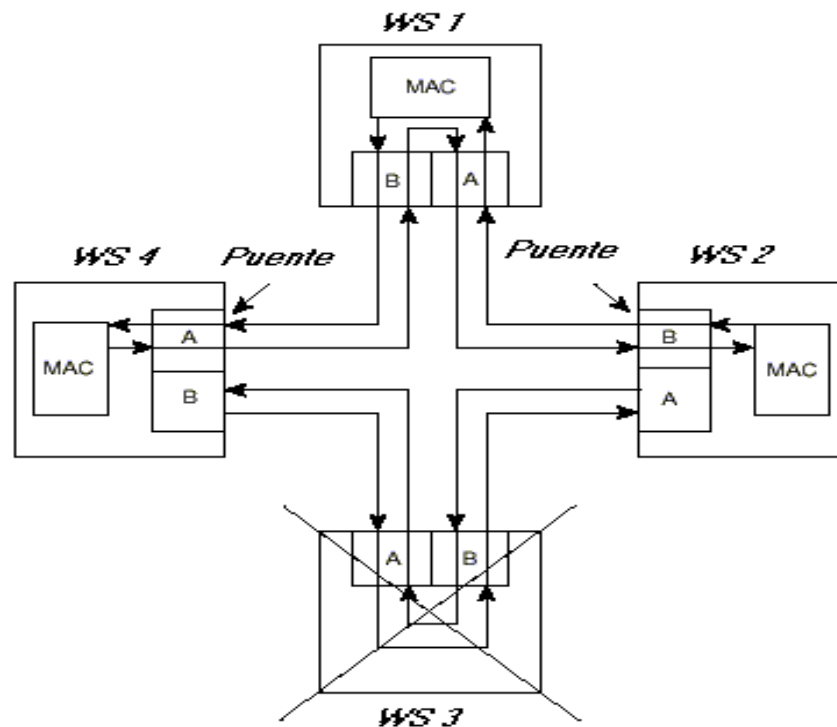 WS 1
MAC
B A
WS 4 Puente Puente WS 2
A
B
MAC
B
A
MAC
A B
WS 3